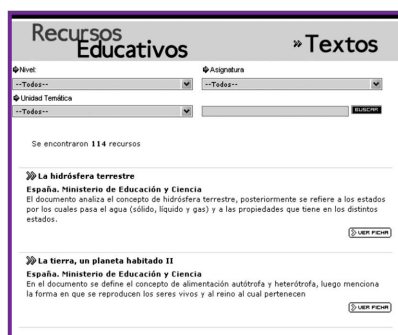 Recursos
Educativos
» Textos
Nivel:
Asignatura
--Todos--
--Todos--
Unidad Temática
--Todos--
BUSCAR
Se encontraron 114 recursos
La hidrósfera terrestre
España. Ministerio de Educación y Ciencia
El documento analiza el concepto de hidrósfera terrestre, posteriormente se refiere a los estados
por los cuales pasa el agua (sólido, líquido y gas) y a las propiedades que tiene en los distintos
estados.
VER FICHA
La tierra, un planeta habitado II
España. Ministerio de Educación y Ciencia
En el documento se define el concepto de alimentación autótrofa y heterótrofa, luego menciona
la forma en que se reproducen los seres vivos y al reino al cual pertenecen
VER FICHA